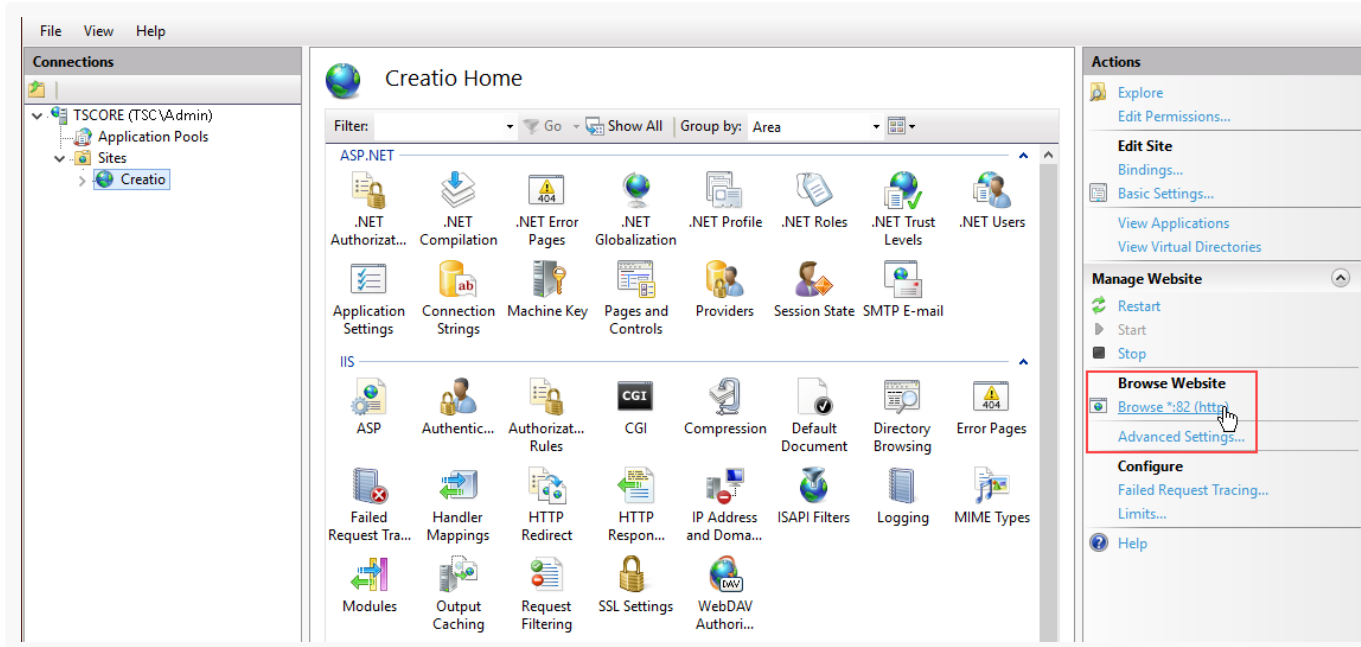 File View Help
Connections
TSCORE (TSC\Admin)
Application Pools
Sites
Creatio
Creatio Home
Filter: Go Show All Group by: Area
ASP.NET
.NET Authorizat...
.NET Compilation
.NET Error Pages
.NET Globalization
.NET Profile
.NET Roles
.NET Trust Levels
.NET Users
Application Settings
Connection Strings
Machine Key
Pages and Controls
Providers
Session State
SMTP E-mail
IIS
ASP
Authentic...
Authorizat... Rules
CGI
Compression
Default Document
Directory Browsing
Error Pages
Failed Request Tra...
Handler Mappings
HTTP Redirect
HTTP Respon...
IP Address and Doma...
ISAPI Filters
Logging
MIME Types
Modules
Output Caching
Request Filtering
SSL Settings
WebDAV Authori...
Actions
Explore
Edit Permissions...
Edit Site
Bindings...
Basic Settings...
View Applications
View Virtual Directories
Manage Website
Restart
Start
Stop
Browse Website
Browse *:82 (http)
Advanced Settings...
Configure
Failed Request Tracing...
Limits...
Help